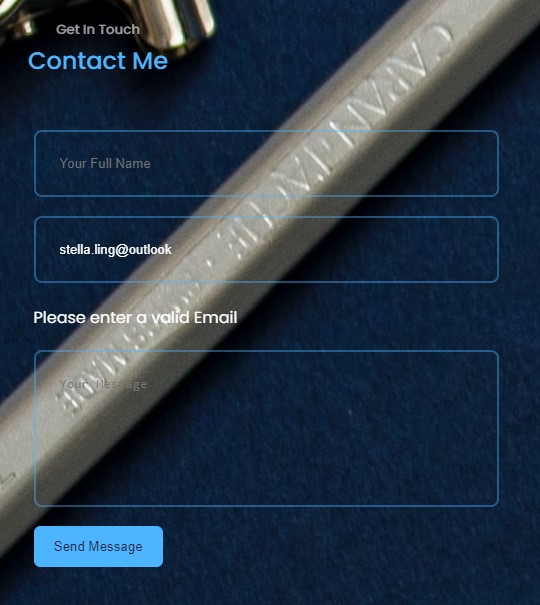 Get In Touch
Contact Me
Your Full Name
stella.ling@outlook
Please enter a valid Email
Your Message
Send Message